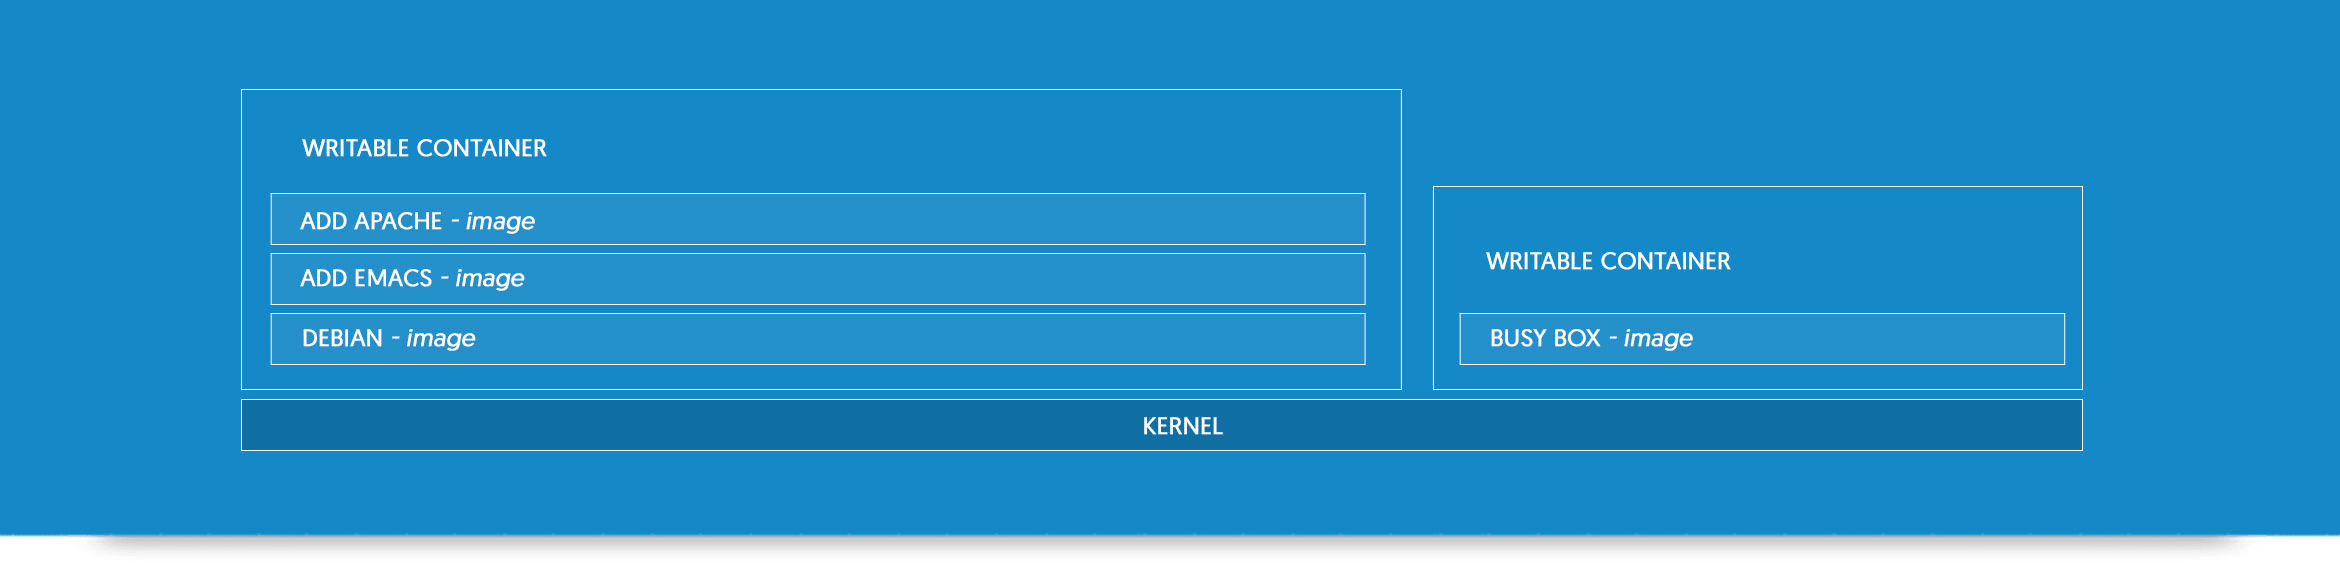 WRITABLE CONTAINER
ADD APACHE - image
ADD EMACS - image
DEBIAN - image
WRITABLE CONTAINER
BUSY BOX - image
KERNEL